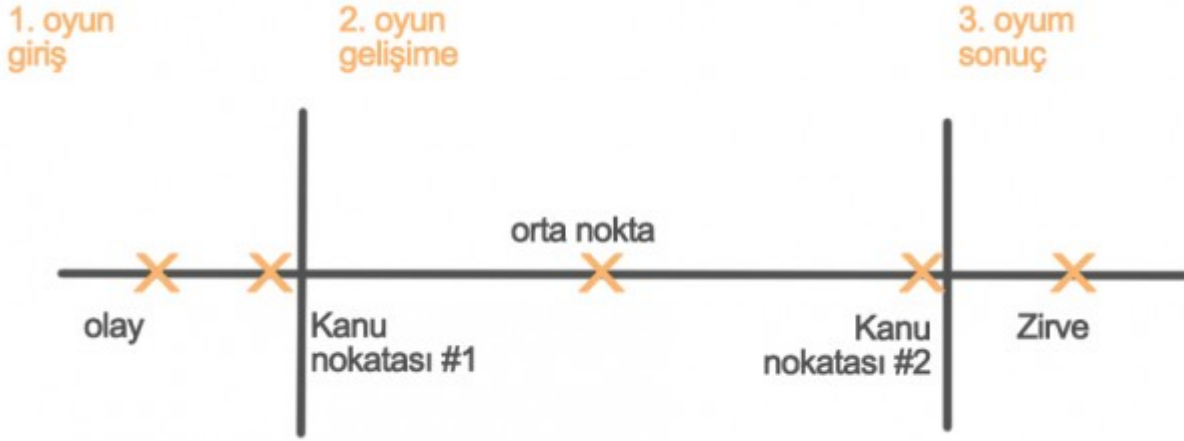 1. oyun
giriş
2. oyun
gelişime
3. oyum
sonuç
orta nokta
olay
Kanu
nokatası #1
Kanu
nokatası #2
Zirve